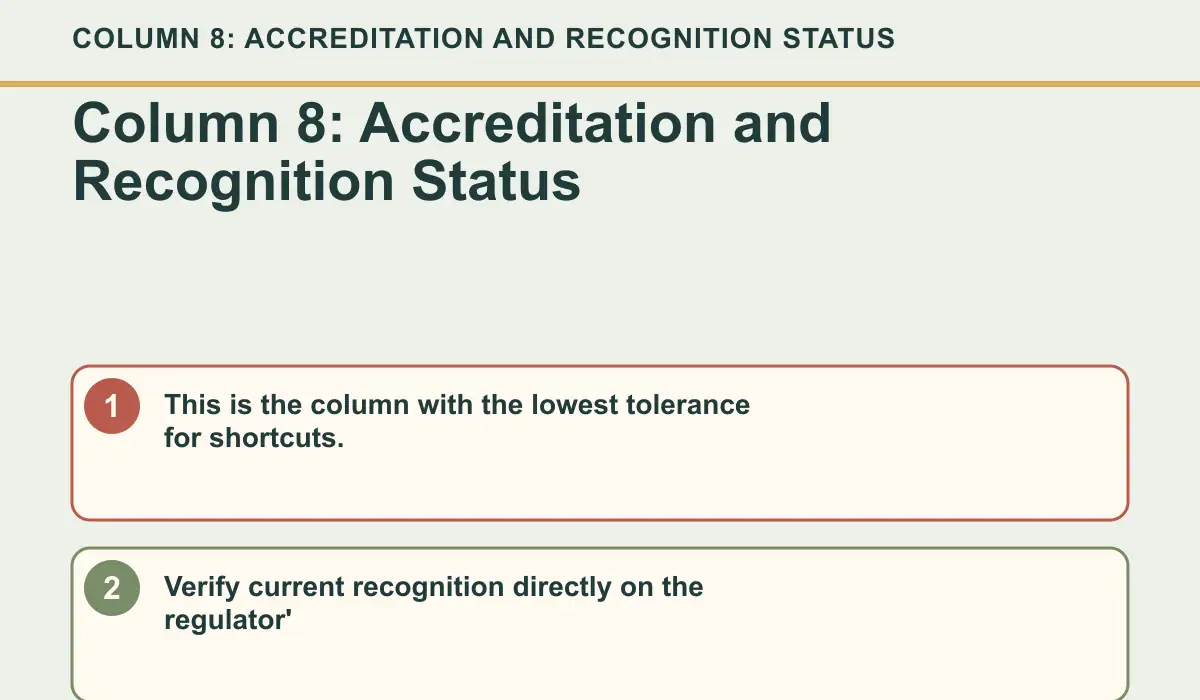 COLUMN 8: ACCREDITATION AND RECOGNITION STATUS
Column 8: Accreditation and
Recognition Status
1
This is the column with the lowest tolerance
for shortcuts.
2
Verify current recognition directly on the
regulator'